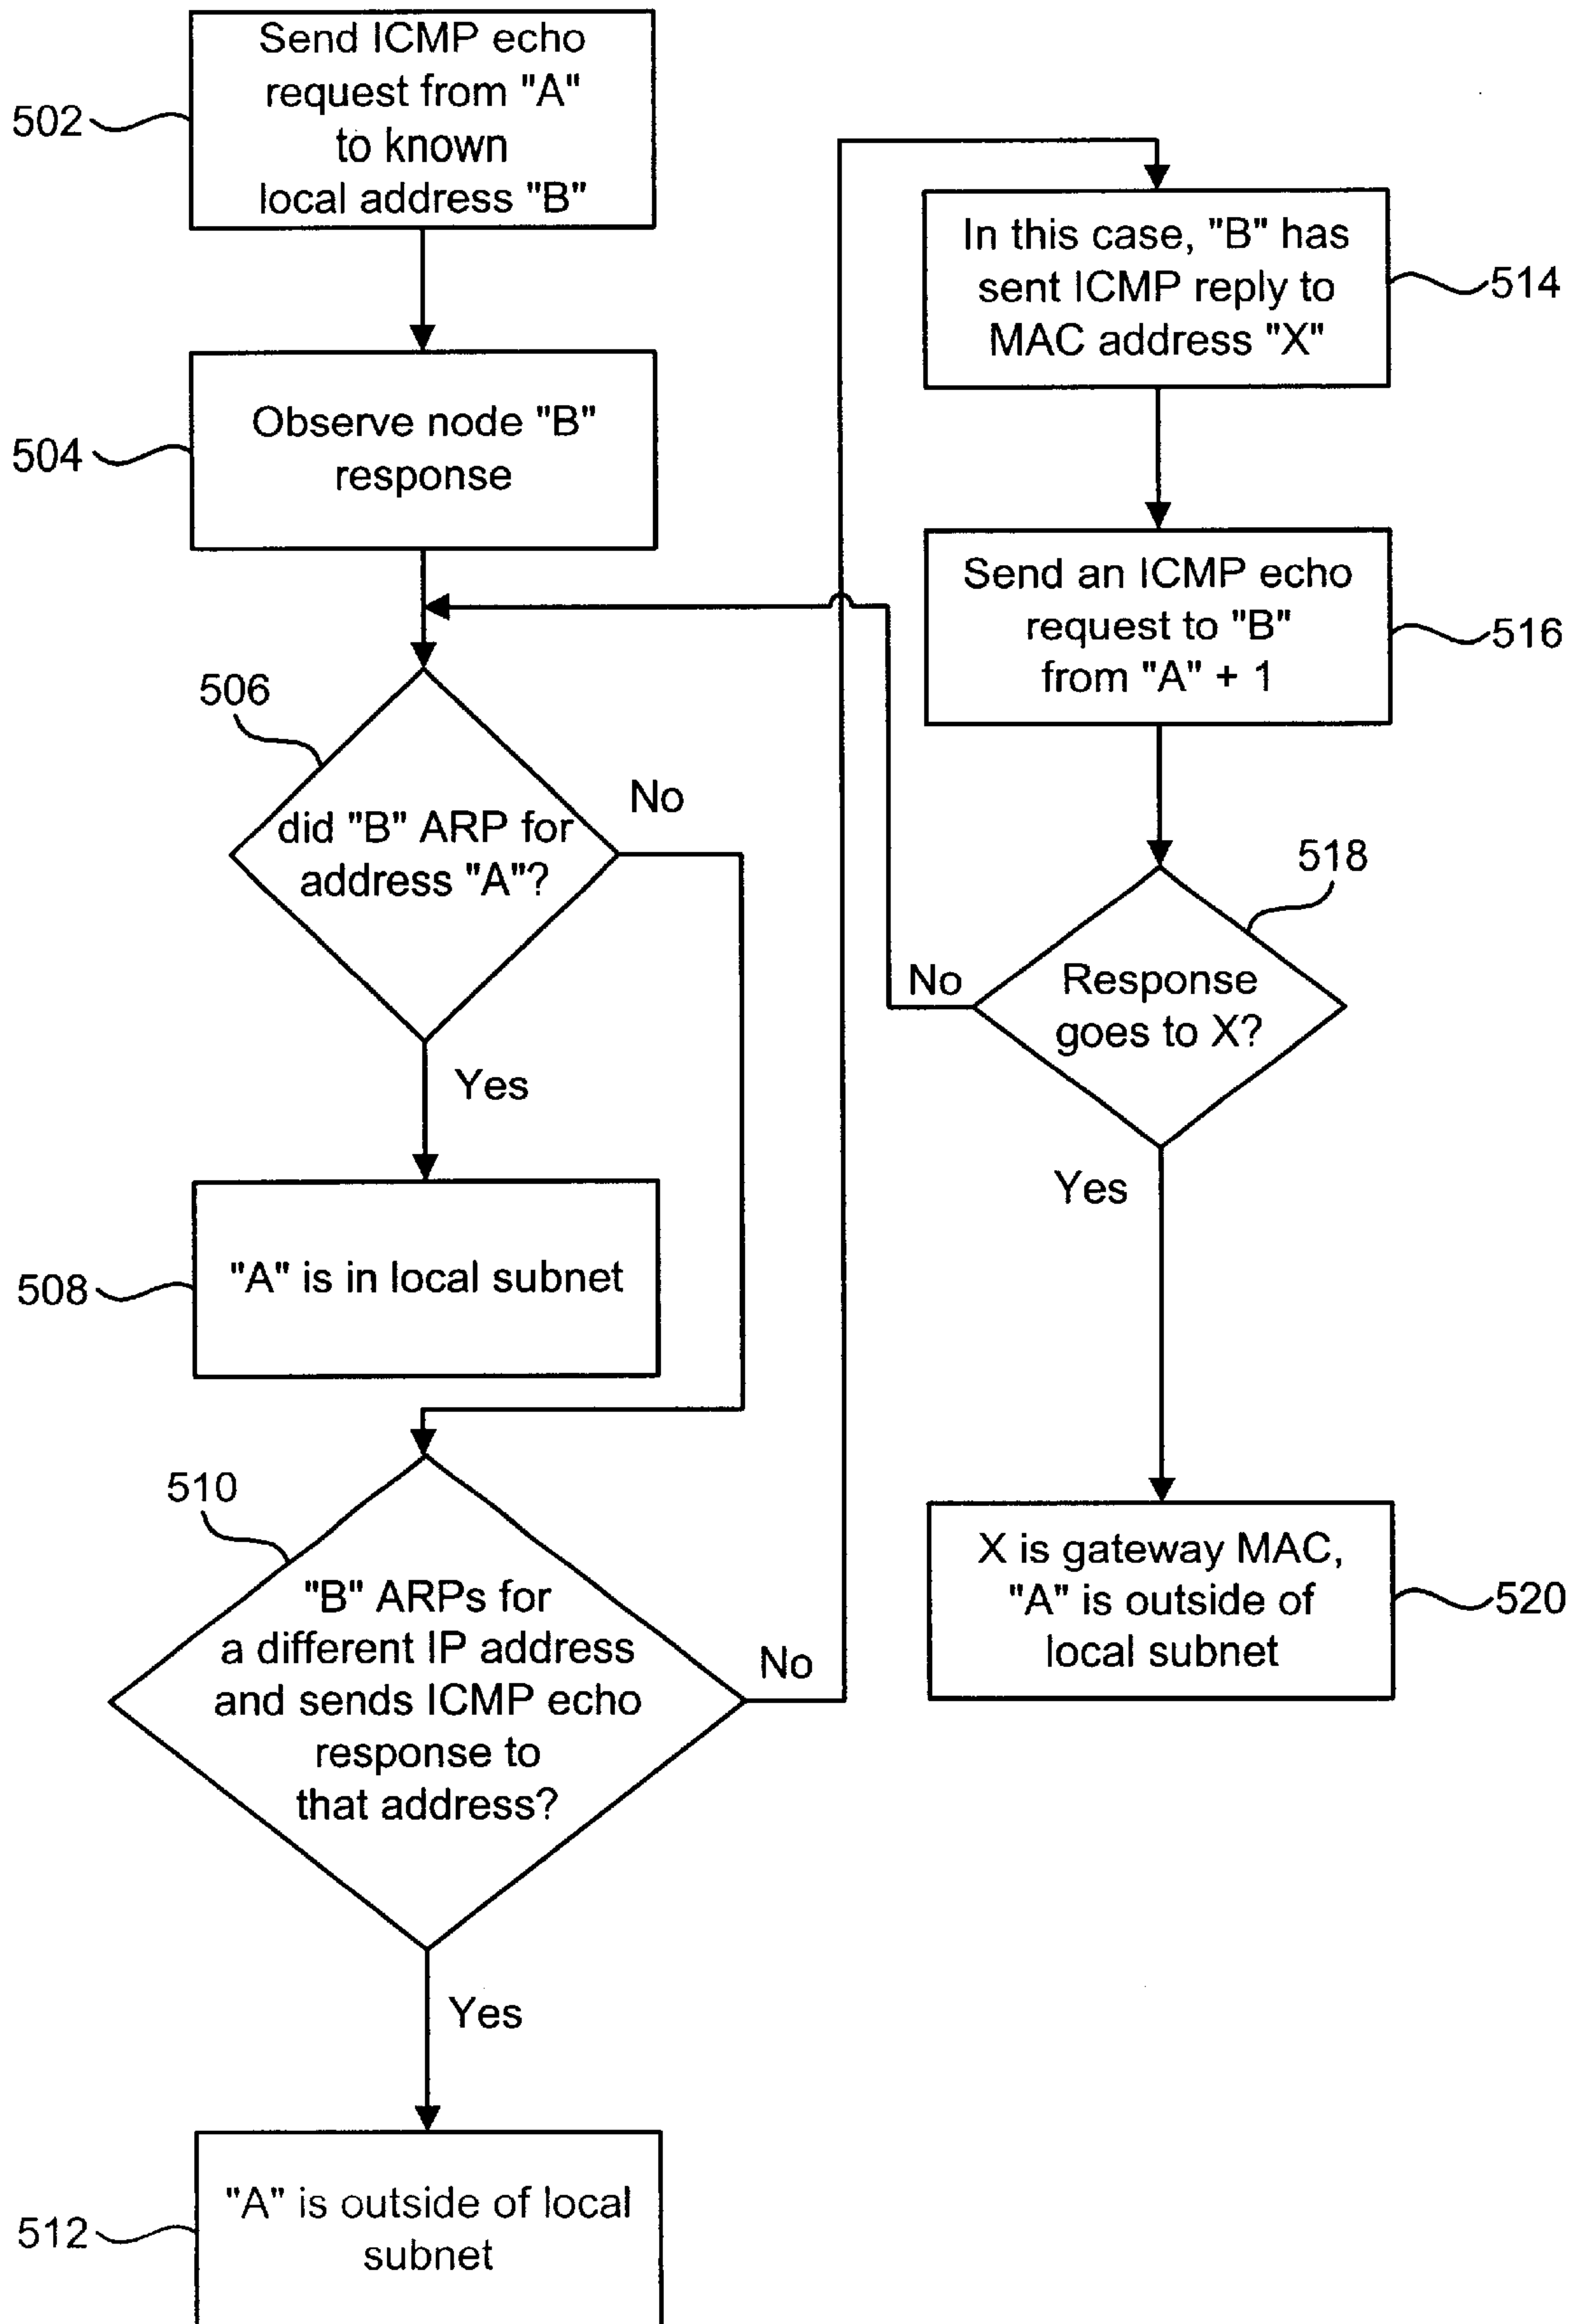 Send ICMP echo
request from "A"
to known
local address "B"
502
Observe node "B"
response
504
506
did "B" ARP for
address "A"?
No
Yes
"A" is in local subnet
508
510
"B" ARPs for
a different IP address
and sends ICMP echo
response to
that address?
No
Yes
"A" is outside of local
subnet
512
In this case, "B" has
sent ICMP reply to
MAC address "X"
514
Send an ICMP echo
request to "B"
from "A" + 1
516
518
Response
goes to X?
No
Yes
X is gateway MAC,
"A" is outside of
local subnet
520